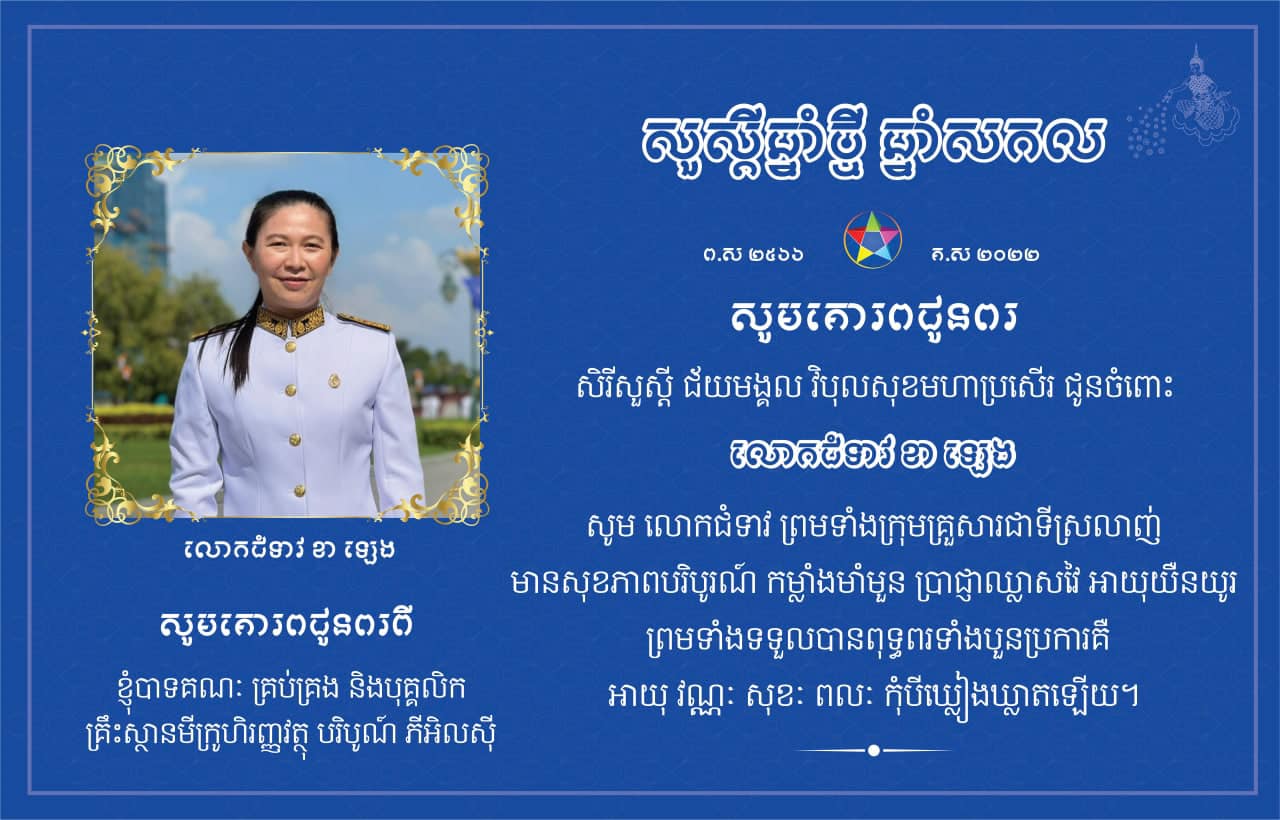 សួស្តីឆ្នាំថ្មី ឆ្នាំសកល
ព.ស ២៥៦៦
គ.ស ២០២២
សូមគោរពជូនពរ
សិរីសួស្តី ជ័យមង្គល វិបុលសុខមហាប្រសើរ ជូនចំពោះ
លោកជំទាវ ខា ឡេង
សូម លោកជំទាវ ព្រមទាំងក្រុមគ្រួសារជាទីស្រលាញ់
មានសុខភាពបរិបូរណ៍ កម្លាំងមាំមួន ប្រាជ្ញាឈ្លាសវៃ អាយុយឺនយូរ
ព្រមទាំងទទួលបានពុទ្ធពរទាំងបួនប្រការគឺ
អាយុ វណ្ណៈ សុខៈ ពលៈ កុំបីឃ្លៀងឃ្លាតឡើយ។
លោកជំទាវ ខា ឡេង
សូមគោរពជូនពរពី
ខ្ញុំបាទគណៈ គ្រប់គ្រង និងបុគ្គលិក
គ្រឹះស្ថានមីក្រូហិរញ្ញវត្ថុ បរិបូណ៍ ភីអិលស៊ី